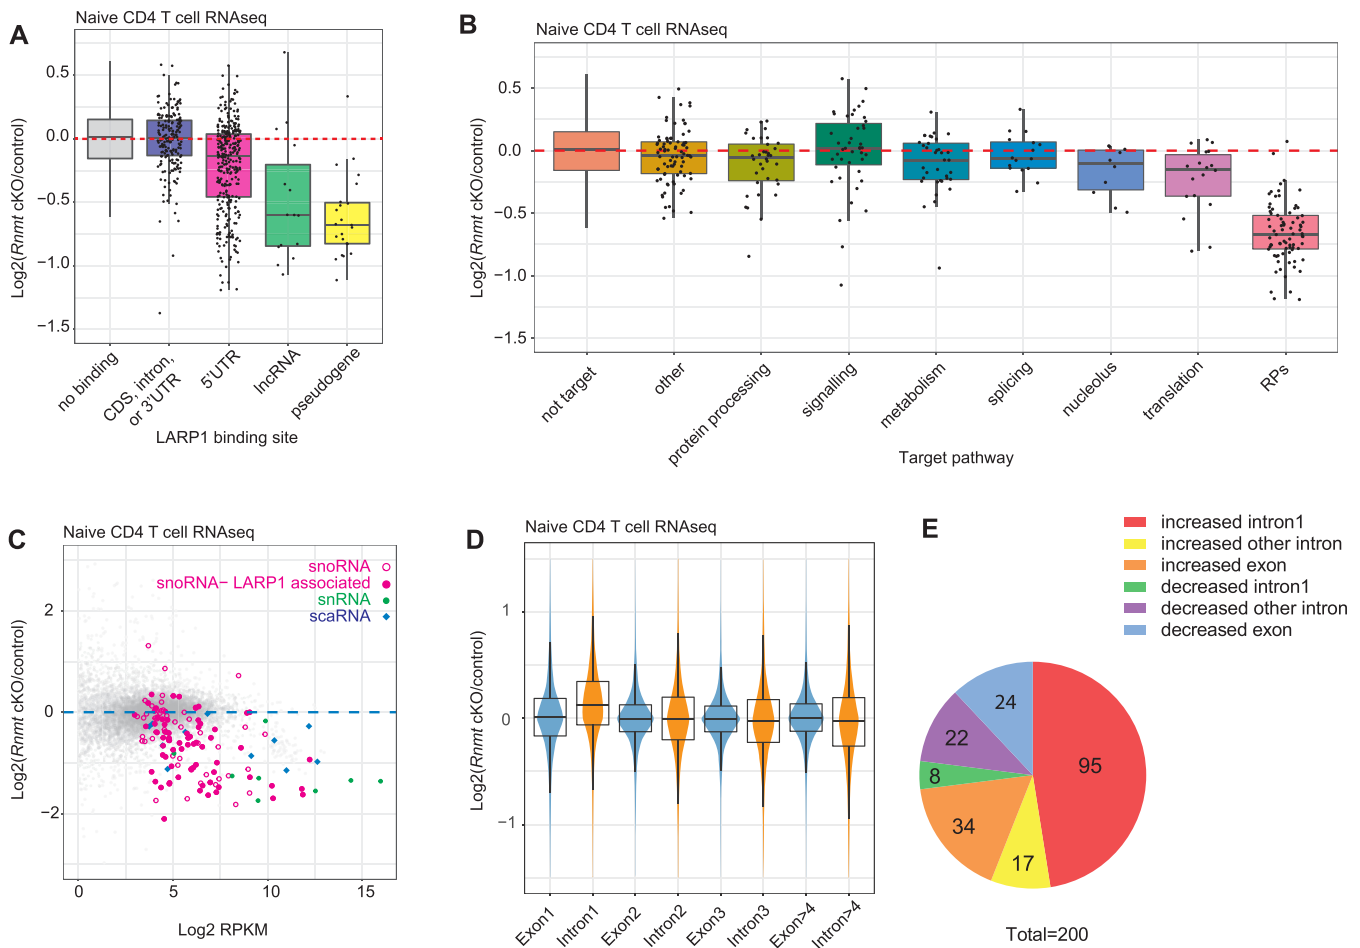 A
Naive CD4 T cell RNAseq
Log2(Rnmt cKO/control)
0.5
0.0
−0.5
−1.0
−1.5
no binding
CDS, intron,
or 3'UTR
5'UTR
lncRNA
pseudogene
LARP1 binding site
B
Naive CD4 T cell RNAseq
Log2(Rnmt cKO/control)
0.5
0.0
−0.5
−1.0
−1.5
not target
other
protein processing
signalling
metabolism
splicing
nucleolus
translation
RPs
Target pathway
C
Naive CD4 T cell RNAseq
snoRNA
snoRNA− LARP1 associated
snRNA
scaRNA
Log2(Rnmt cKO/control)
2
0
−2
0
5
10
15
Log2 RPKM
D
Naive CD4 T cell RNAseq
Log2(Rnmt cKO/control)
1
0
−1
Exon1
Intron1
Exon2
Intron2
Exon3
Intron3
Exon>4
Intron>4
E
increased intron1
increased other intron
increased exon
decreased intron1
decreased other intron
decreased exon
24
22
95
8
34
17
Total=200